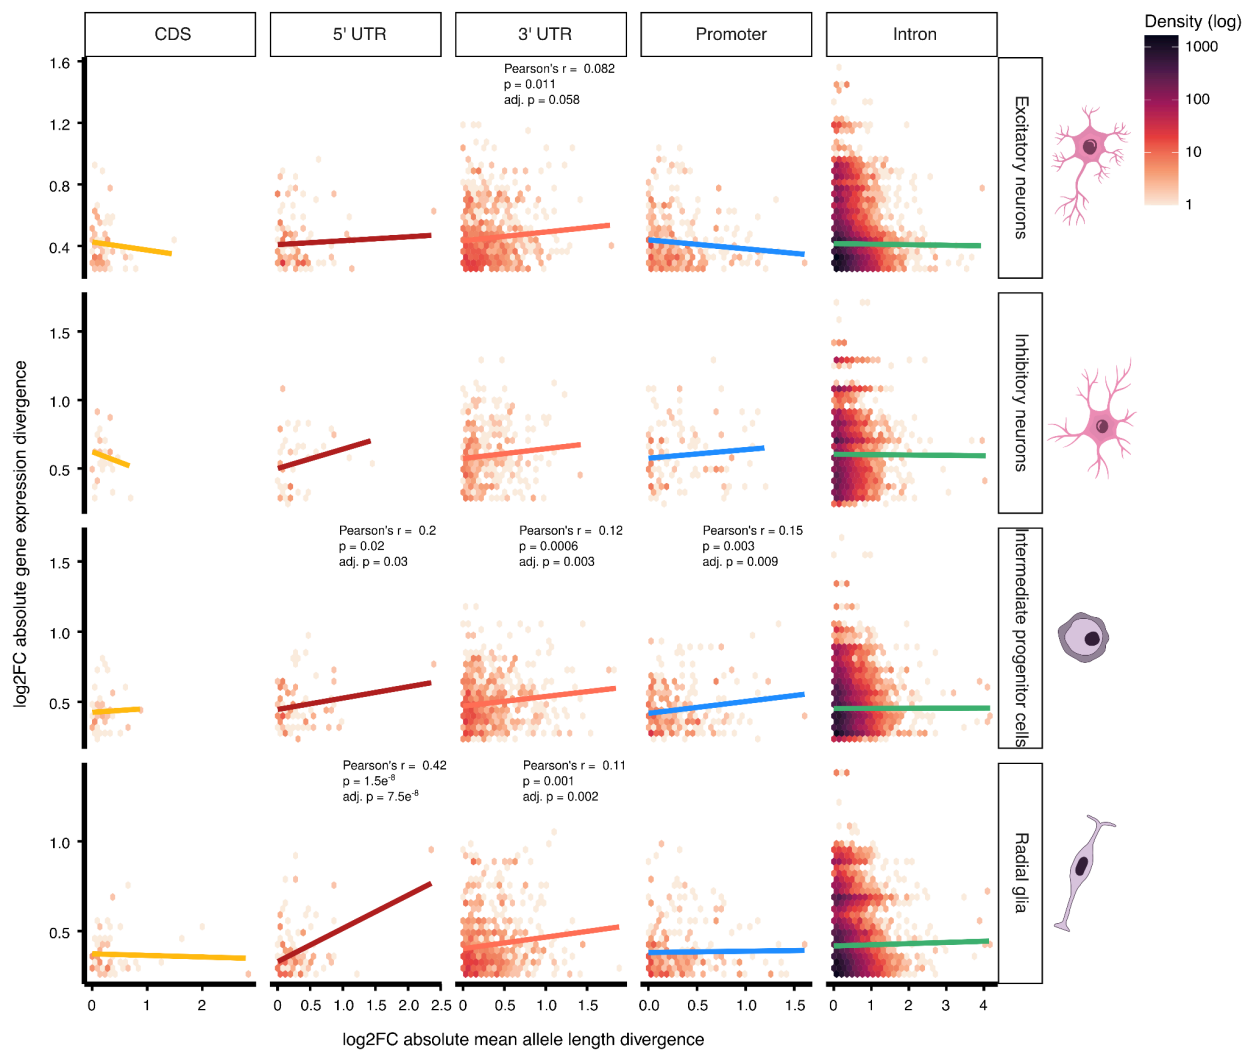 CDS
5' UTR
3' UTR
Promoter
Intron
Density (log)
1000
100
10
1
log2FC absolute gene expression divergence
1.6
1.2
0.8
0.4
Pearson's r = 0.082
p = 0.011
adj. p = 0.058
Excitatory neurons
1.5
1.0
0.5
Inhibitory neurons
1.5
1.0
0.5
Pearson's r = 0.2
p = 0.02
adj. p = 0.03
Pearson's r = 0.12
p = 0.0006
adj. p = 0.003
Pearson's r = 0.15
p = 0.003
adj. p = 0.009
Intermediate progenitor cells
1.0
0.5
Pearson's r = 0.42
p = 1.5e⁻⁸
adj. p = 7.5e⁻⁸
Pearson's r = 0.11
p = 0.001
adj. p = 0.002
Radial glia
0 1 2
0 0.5 1.0 1.5 2.0 2.5
0 0.5 1.0 1.5
0.0 0.5 1.0 1.5
0 1 2 3 4
log2FC absolute mean allele length divergence